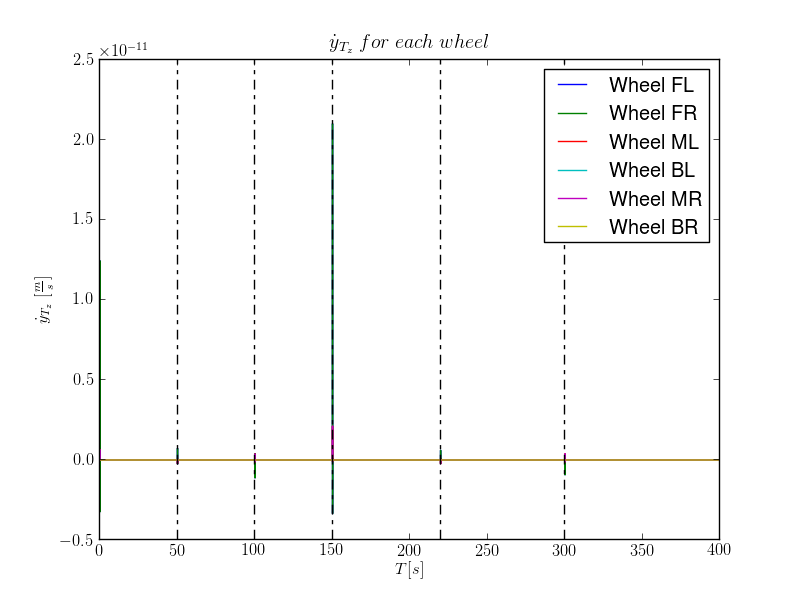 ẏ_{T_z} for each wheel
×10⁻¹¹
2.5
2.0
1.5
1.0
0.5
0.0
−0.5
ẏ_{T_z} [m/s]
0 50 100 150 200 250 300 350 400
T[s]
Wheel FL
Wheel FR
Wheel ML
Wheel BL
Wheel MR
Wheel BR